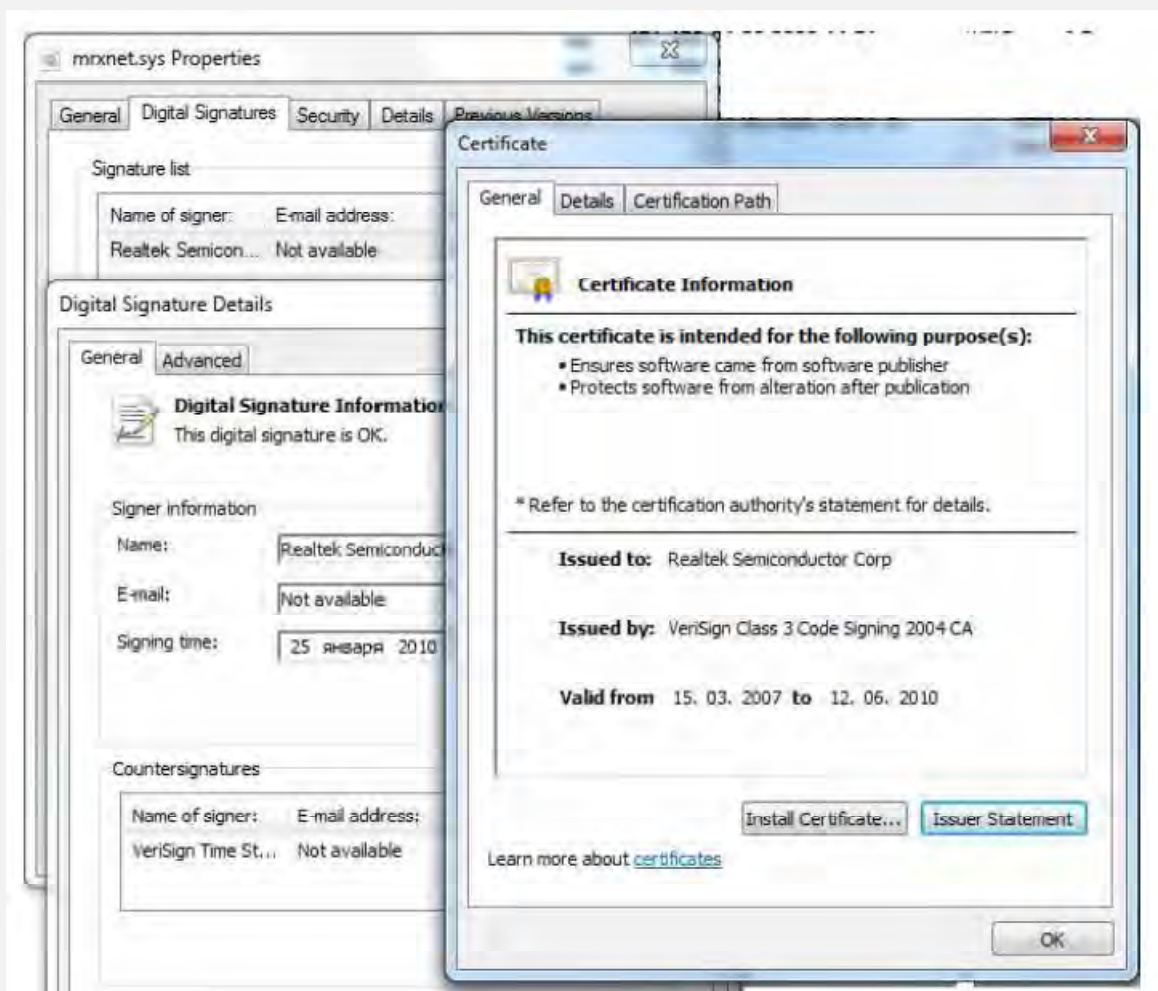 mrxnet.sys Properties
General Digital Signatures Security Details Previous Versions
Signature list
Name of signer: E-mail address:
Realtek Semicon... Not available
Digital Signature Details
General Advanced
Digital Signature Information
This digital signature is OK.
Signer information
Name: Realtek Semiconduc
E-mail: Not available
Signing time: 25 января 2010
Countersignatures
Name of signer: E-mail address:
VeriSign Time St... Not available
Certificate
General Details Certification Path
Certificate Information
This certificate is intended for the following purpose(s):
• Ensures software came from software publisher
• Protects software from alteration after publication
* Refer to the certification authority's statement for details.
Issued to: Realtek Semiconductor Corp
Issued by: VeriSign Class 3 Code Signing 2004 CA
Valid from 15. 03. 2007 to 12. 06. 2010
Install Certificate... Issuer Statement
Learn more about certificates
OK